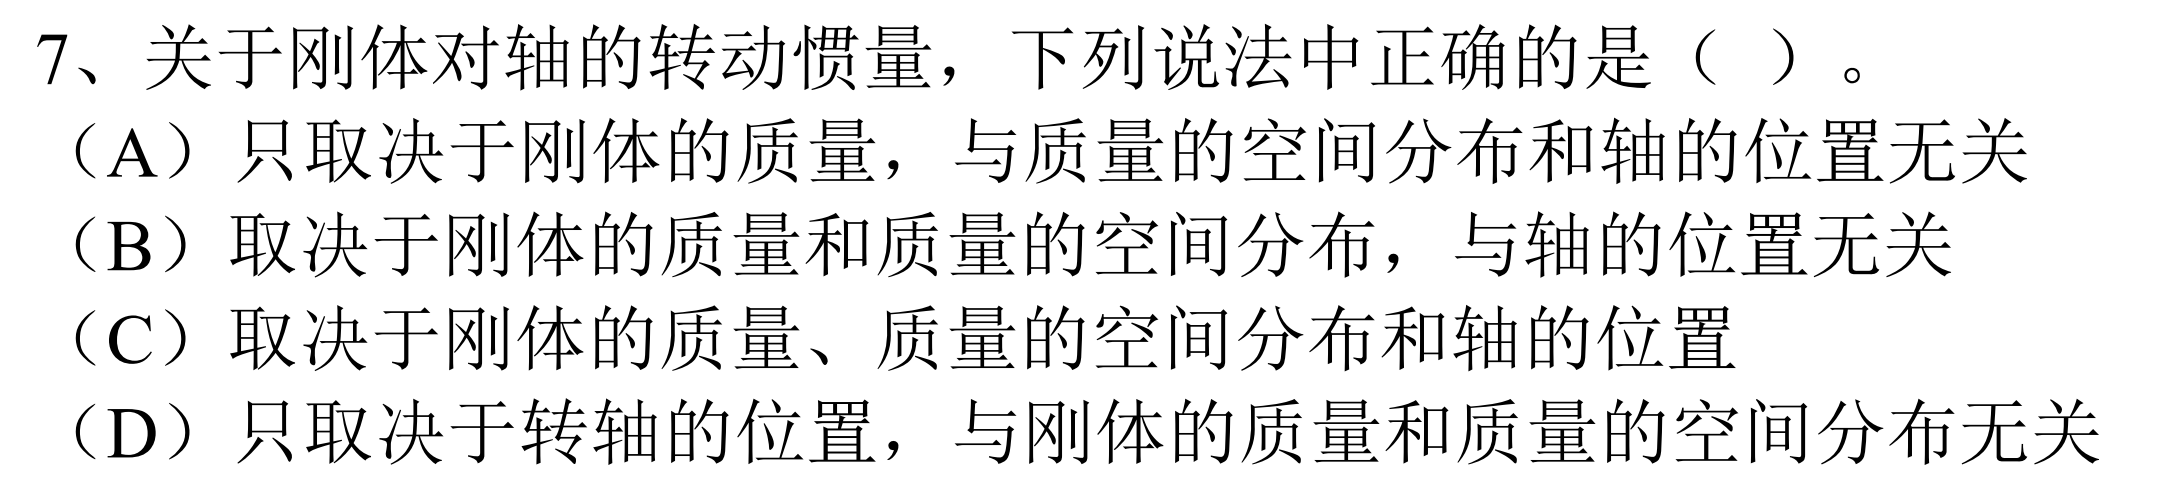 7、关于刚体对轴的转动惯量，下列说法中正确的是（ ）。
（A）只取决于刚体的质量，与质量的空间分布和轴的位置无关
（B）取决于刚体的质量和质量的空间分布，与轴的位置无关
（C）取决于刚体的质量、质量的空间分布和轴的位置
（D）只取决于转轴的位置，与刚体的质量和质量的空间分布无关